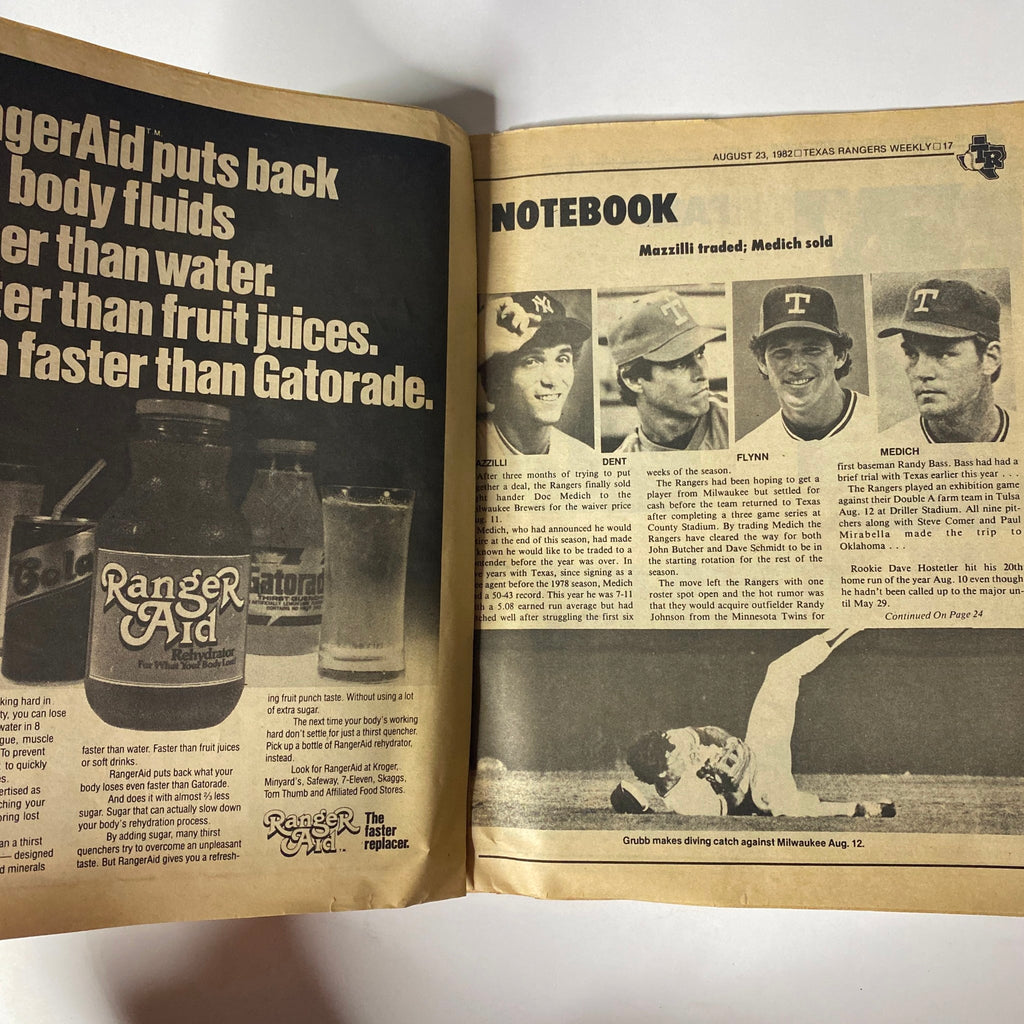 gerAid T.M. puts back
body fluids
er than water.
ter than fruit juices.
faster than Gatorade.
RangeR
Aid
Rehydrator
For What Your Body Lost!
Gatorad
THIRST QUENCH
king hard in
ty, you can lose
water in 8
gue, muscle
To prevent
to quickly
es.
ertised as
ching your
oring lost
an a thirst
— designed
d minerals
faster than water. Faster than fruit juices
or soft drinks.
RangerAid puts back what your
body loses even faster than Gatorade.
And does it with almost ⅔ less
sugar. Sugar that can actually slow down
your body's rehydration process.
By adding sugar, many thirst
quenchers try to overcome an unpleasant
taste. But RangerAid gives you a refresh-
ing fruit punch taste. Without using a lot
of extra sugar.
The next time your body's working
hard don't settle for just a thirst quencher.
Pick up a bottle of RangerAid rehydrator,
instead.
Look for RangerAid at Kroger,
Minyard's, Safeway, 7-Eleven, Skaggs,
Tom Thumb and Affiliated Food Stores.
RangeR
Aid
The
faster
replacer.
AUGUST 23, 1982□TEXAS RANGERS WEEKLY□17
TR
NOTEBOOK
Mazzilli traded; Medich sold
NY
T
T
T
AZZILLI
DENT
FLYNN
MEDICH
After three months of trying to put
gether a deal, the Rangers finally sold
ght hander Doc Medich to the
ilwaukee Brewers for the waiver price
ug. 11.
Medich, who had announced he would
tire at the end of this season, had made
known he would like to be traded to a
ntender before the year was over. In
ve years with Texas, since signing as a
e agent before the 1978 season, Medich
d a 50-43 record. This year he was 7-11
h a 5.08 earned run average but had
ched well after struggling the first six
weeks of the season.
The Rangers had been hoping to get a
player from Milwaukee but settled for
cash before the team returned to Texas
after completing a three game series at
County Stadium. By trading Medich the
Rangers have cleared the way for both
John Butcher and Dave Schmidt to be in
the starting rotation for the rest of the
season.
The move left the Rangers with one
roster spot open and the hot rumor was
that they would acquire outfielder Randy
Johnson from the Minnesota Twins for
first baseman Randy Bass. Bass had had a
brief trial with Texas earlier this year . . .
The Rangers played an exhibition game
against their Double A farm team in Tulsa
Aug. 12 at Driller Stadium. All nine pit-
chers along with Steve Comer and Paul
Mirabella made the trip to
Oklahoma . . .
Rookie Dave Hostetler hit his 20th
home run of the year Aug. 10 even though
he hadn't been called up to the major un-
til May 29.
Continued On Page 24
Grubb makes diving catch against Milwaukee Aug. 12.